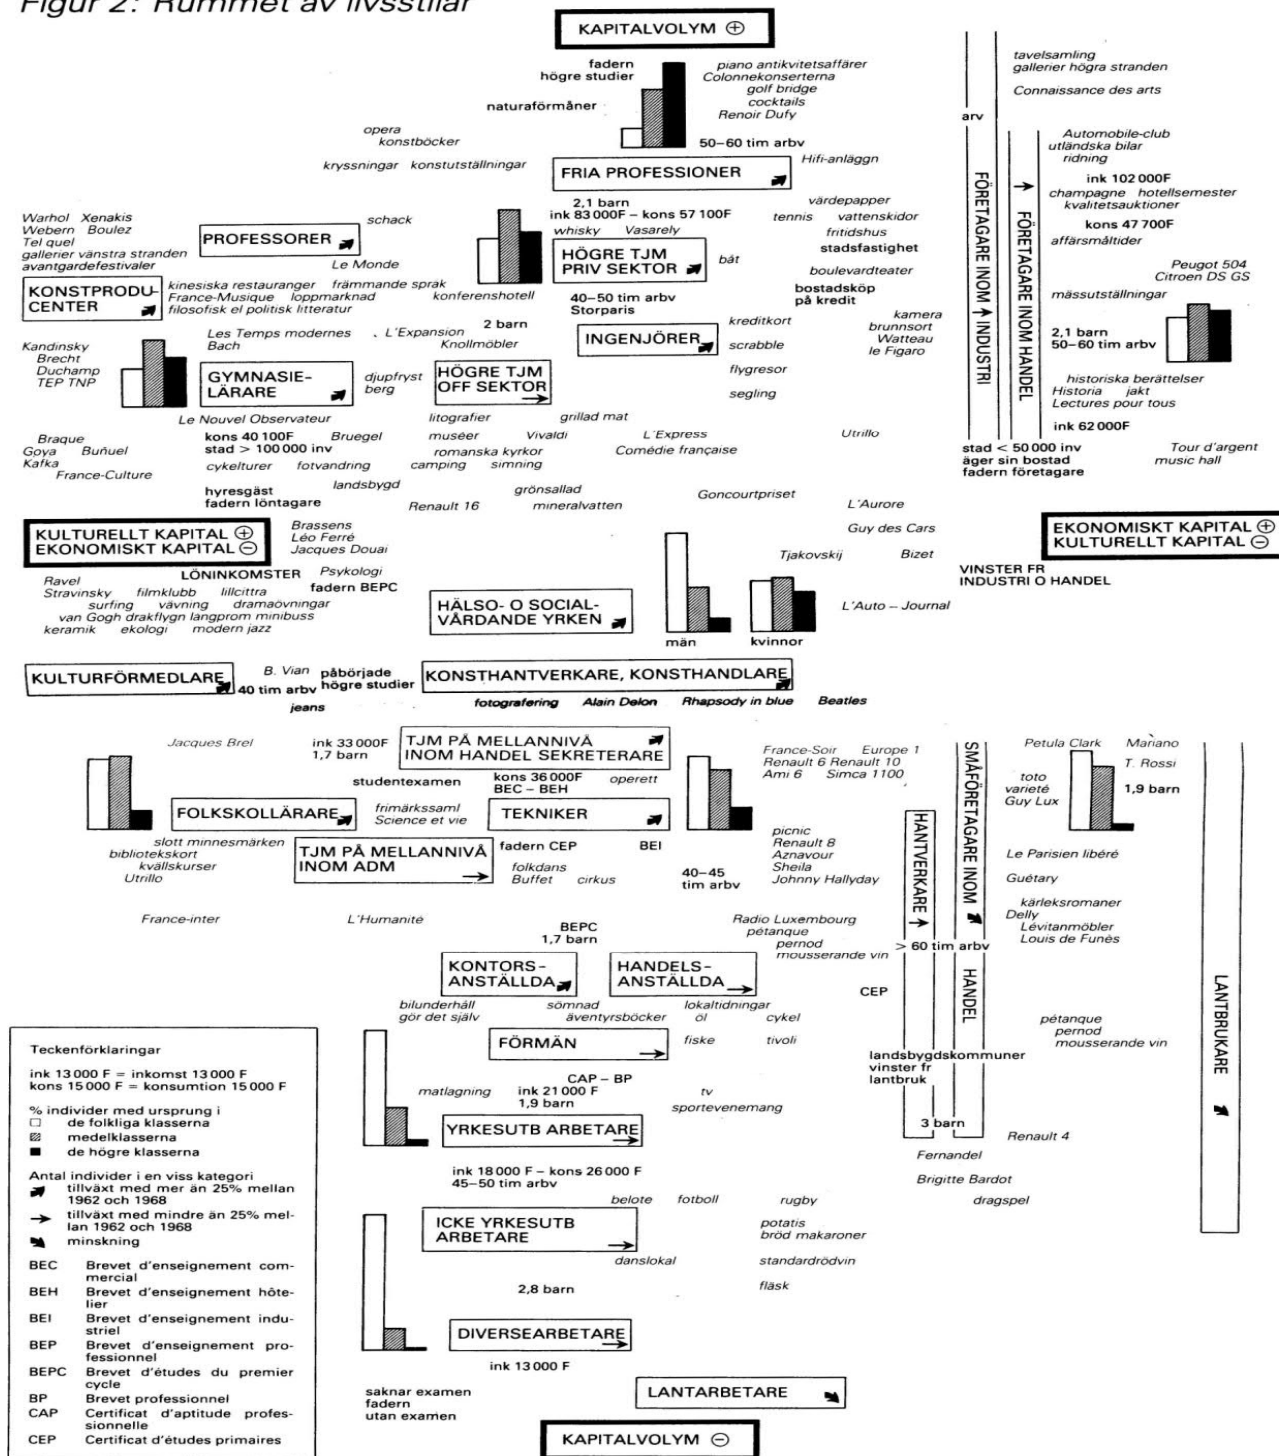 Figur 2: Rummet av livsstilar
KAPITALVOLYM ⊕
fadern
högre studier
naturaförmåner
piano antikvitetsaffärer
Colonnekonserterna
golf bridge
cocktails
Renoir Dufy
50–60 tim arbv
opera
konstböcker
kryssningar konstutställningar
FRIA PROFESSIONER
Hifi-anläggn
2,1 barn
ink 83 000F – kons 57 100F
whisky Vasarely
värdepapper
tennis vattenskidor
fritidshus
stadsfastighet
tavelsamling
gallerier högra stranden
Connaissance des arts
arv
Automobile-club
utländska bilar
ridning
ink 102 000F
champagne hotellsemester
kvalitetsauktioner
kons 47 700F
affärsmåltider
Peugot 504
Citroen DS GS
mässutställningar
2,1 barn
50–60 tim arbv
historiska berättelser
Historia jakt
Lectures pour tous
ink 62 000F
FÖRETAGARE INOM INDUSTRI
FÖRETAGARE INOM HANDEL
stad < 50 000 inv
äger sin bostad
fadern företagare
Tour d'argent
music hall
Warhol Xenakis
Webern Boulez
Tel quel
gallerier vänstra stranden
avantgardefestivaler
PROFESSORER
schack
Le Monde
HÖGRE TJM
PRIV SEKTOR
båt
boulevardteater
bostadsköp
på kredit
KONSTPRODU-
CENTER
kinesiska restauranger främmande språk
France-Musique loppmarknad
filosofisk el politisk litteratur
konferenshotell
40–50 tim arbv
Storparis
2 barn
Les Temps modernes
Bach
L'Expansion
Knollmöbler
INGENJÖRER
kreditkort
scrabble
flygresor
segling
kamera
brunnsort
Watteau
le Figaro
Kandinsky
Brecht
Duchamp
TEP TNP
GYMNASIE-
LÄRARE
djupfryst
berg
HÖGRE TJM
OFF SEKTOR
Le Nouvel Observateur
litografier
grillad mat
Braque
Goya Buñuel
Kafka
France-Culture
kons 40 100F
stad > 100 000 inv
Bruegel
muséer
Vivaldi
L'Express
Utrillo
romanska kyrkor
Comédie française
cykelturer fotvandring camping simning
hyresgäst
fadern löntagare
landsbygd
Renault 16
grönsallad
mineralvatten
Goncourtpriset
L'Aurore
KULTURELLT KAPITAL ⊕
EKONOMISKT KAPITAL ⊖
Brassens
Léo Ferré
Jacques Douai
Guy des Cars
Tjakovskij
Bizet
EKONOMISKT KAPITAL ⊕
KULTURELLT KAPITAL ⊖
VINSTER FR
INDUSTRI O HANDEL
LÖNINKOMSTER
Psykologi
fadern BEPC
Ravel
Stravinsky filmklubb lillcittra
surfing vävning dramaövningar
van Gogh drakflygn långprom minibuss
keramik ekologi modern jazz
HÄLSO- O SOCIAL-
VÅRDANDE YRKEN
män
kvinnor
L'Auto – Journal
KULTURFÖRMEDLARE
B. Vian
40 tim arbv
jeans
påbörjade
högre studier
KONSTHANTVERKARE, KONSTHANDLARE
fotografering Alain Delon Rhapsody in blue Beatles
Jacques Brel
ink 33 000F
1,7 barn
TJM PÅ MELLANNIVÅ
INOM HANDEL SEKRETERARE
studentexamen
kons 36 000F
BEC – BEH
operett
France-Soir Europe 1
Renault 6 Renault 10
Ami 6 Simca 1100
FOLKSKOLLÄRARE
frimärkssaml
Science et vie
TEKNIKER
slott minnesmärken
bibliotekskort
kvällskurser
Utrillo
TJM PÅ MELLANNIVÅ
INOM ADM
fadern CEP
BEI
folkdans
Buffet cirkus
40–45
tim arbv
picnic
Renault 8
Aznavour
Sheila
Johnny Hallyday
France-inter
L'Humanité
BEPC
1,7 barn
Radio Luxembourg
pétanque
pernod
mousserande vin
HANTVERKARE
SMÅFÖRETAGARE INOM HANDEL
Petula Clark Mariano
T. Rossi
toto
varieté
Guy Lux
1,9 barn
Le Parisien libéré
Guétary
kärleksromaner
Delly
Lévitanmöbler
Louis de Funès
> 60 tim arbv
CEP
LANTBRUKARE
KONTORS-
ANSTÄLLDA
HANDELS-
ANSTÄLLDA
bilunderhåll
gör det själv
sömnad
äventyrsböcker
lokaltidningar
öl
cykel
FÖRMÄN
fiske
tivoli
pétanque
pernod
mousserande vin
landsbygdskommuner
vinster fr
lantbruk
CAP – BP
matlagning
ink 21 000 F
1,9 barn
tv
sportevenemang
YRKESUTB ARBETARE
3 barn
Renault 4
Fernandel
Brigitte Bardot
dragspel
ink 18 000 F – kons 26 000 F
45–50 tim arbv
belote fotboll rugby
ICKE YRKESUTB
ARBETARE
potatis
bröd makaroner
danslokal
standardrödvin
2,8 barn
fläsk
DIVERSEARBETARE
ink 13 000 F
saknar examen
fadern
utan examen
LANTARBETARE
KAPITALVOLYM ⊖
Teckenförklaringar
ink 13 000 F = inkomst 13 000 F
kons 15 000 F = konsumtion 15 000 F
% individer med ursprung i
de folkliga klasserna
medelklasserna
de högre klasserna
Antal individer i en viss kategori
tillväxt med mer än 25% mellan
1962 och 1968
tillväxt med mindre än 25% mel-
lan 1962 och 1968
minskning
BEC Brevet d'enseignement com-
mercial
BEH Brevet d'enseignement hôte-
lier
BEI Brevet d'enseignement indu-
striel
BEP Brevet d'enseignement pro-
fessionnel
BEPC Brevet d'études du premier
cycle
BP Brevet professionnel
CAP Certificat d'aptitude profes-
sionnelle
CEP Certificat d'études primaires